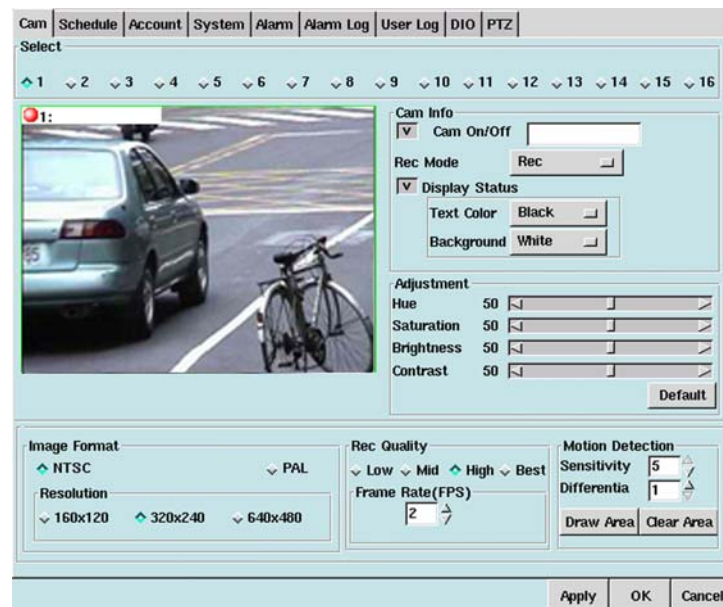 Cam Schedule Account System Alarm Alarm Log User Log DIO PTZ
Select
1 2 3 4 5 6 7 8 9 10 11 12 13 14 15 16
1:
Cam Info
V Cam On/Off
Rec Mode Rec
V Display Status
Text Color Black
Background White
Adjustment
Hue 50
Saturation 50
Brightness 50
Contrast 50
Default
Image Format
NTSC PAL
Resolution
160x120 320x240 640x480
Rec Quality
Low Mid High Best
Frame Rate(FPS)
2
Motion Detection
Sensitivity 5
Differentia 1
Draw Area Clear Area
Apply OK Cancel